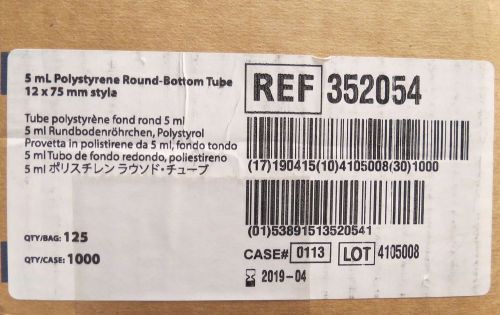 5 mL Polystyrene Round-Bottom Tube
12 x 75 mm style
Tube polystyrène fond rond 5 ml
5 ml Rundbodenröhrchen, Polystyrol
Provetta in polistirene da 5 ml, fondo tondo
5 ml Tubo de fondo redondo, poliestireno
5 ml ポリスチレン ラウンド・チューブ
QTY/BAG: 125
QTY/CASE: 1000
REF 352054
(17)190415(10)4105008(30)1000
(01)53891513520541
CASE# 0113 LOT 4105008
2019-04